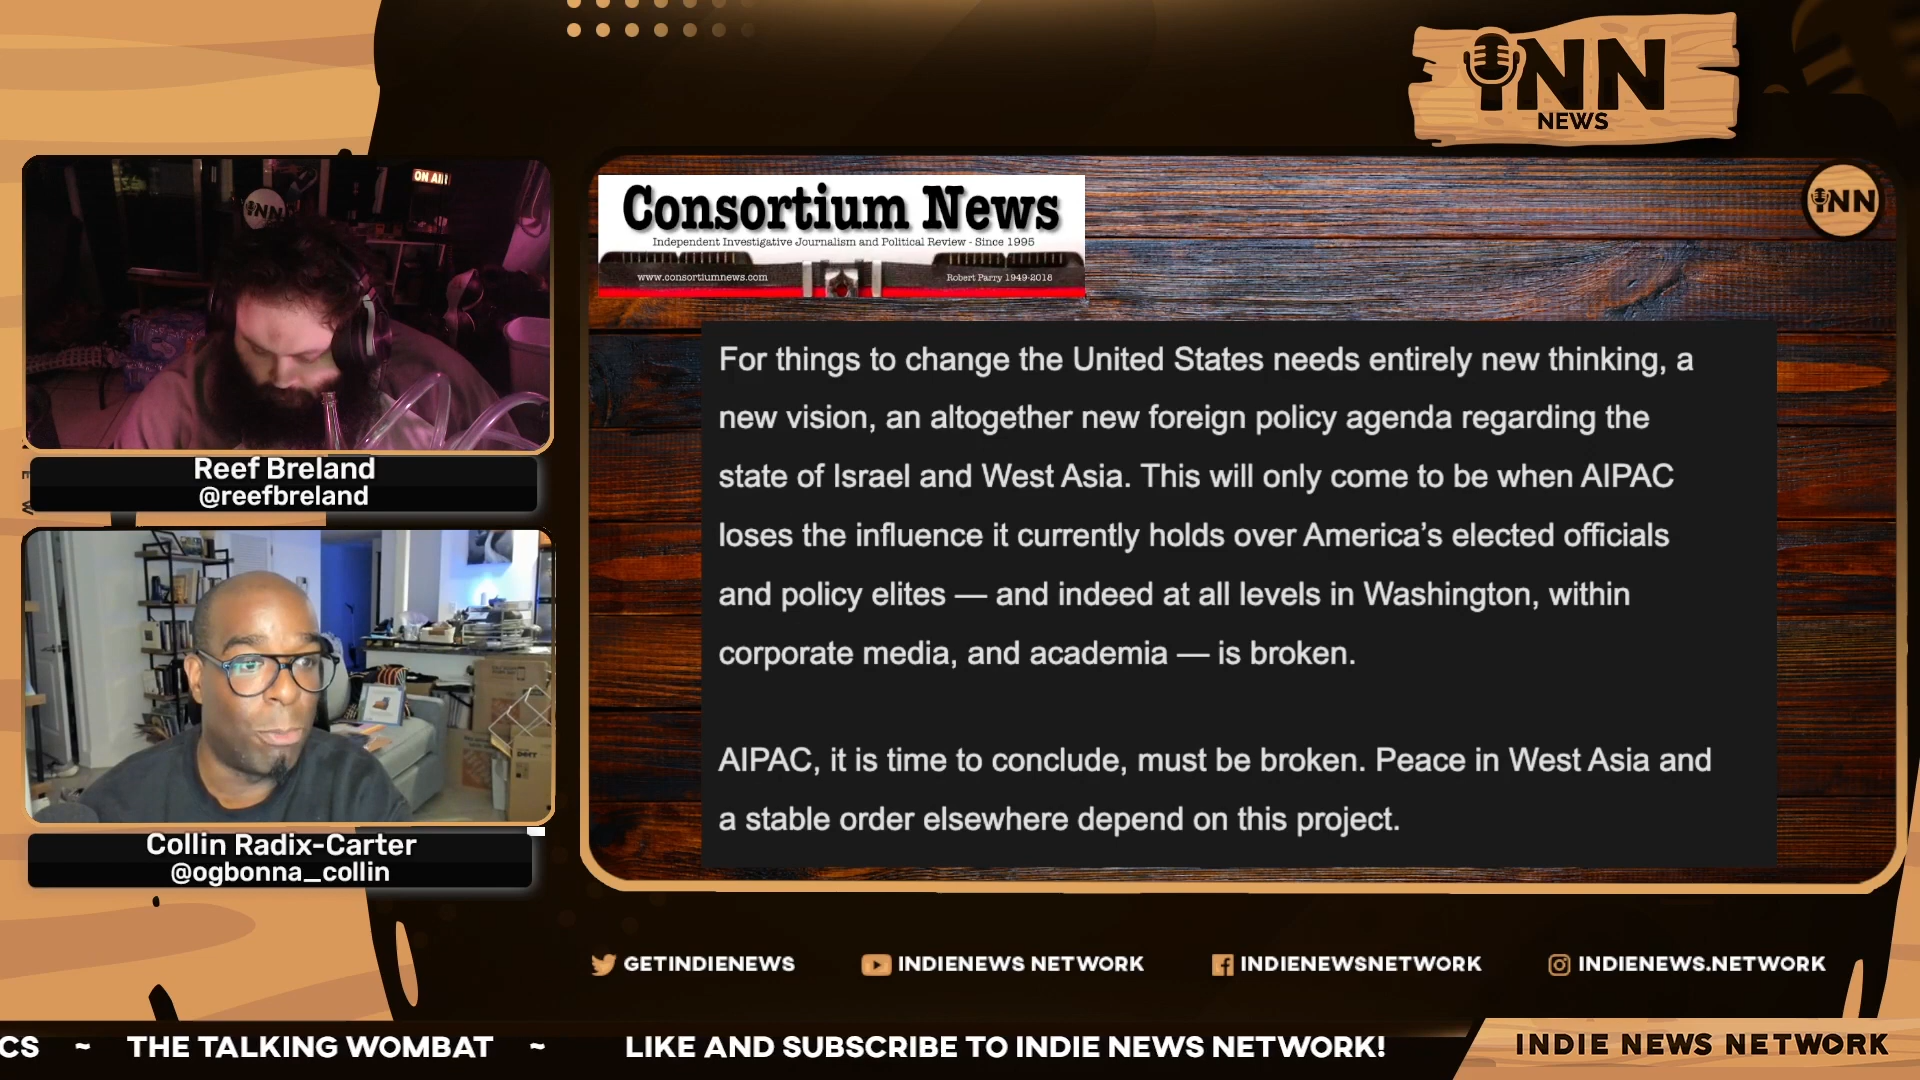 iNN
NEWS
ON AIR
iNN
Consortium News
Independent Investigative Journalism and Political Review - Since 1995
www.consortiumnews.com
Robert Parry 1949-2018
iNN
For things to change the United States needs entirely new thinking, a
new vision, an altogether new foreign policy agenda regarding the
state of Israel and West Asia. This will only come to be when AIPAC
loses the influence it currently holds over America’s elected officials
and policy elites — and indeed at all levels in Washington, within
corporate media, and academia — is broken.
AIPAC, it is time to conclude, must be broken. Peace in West Asia and
a stable order elsewhere depend on this project.
Reef Breland
@reefbreland
Collin Radix-Carter
@ogbonna_collin
GETINDIENEWS
INDIENEWS NETWORK
INDIENEWSNETWORK
INDIENEWS.NETWORK
CS ~ THE TALKING WOMBAT ~ LIKE AND SUBSCRIBE TO INDIE NEWS NETWORK!
INDIE NEWS NETWORK